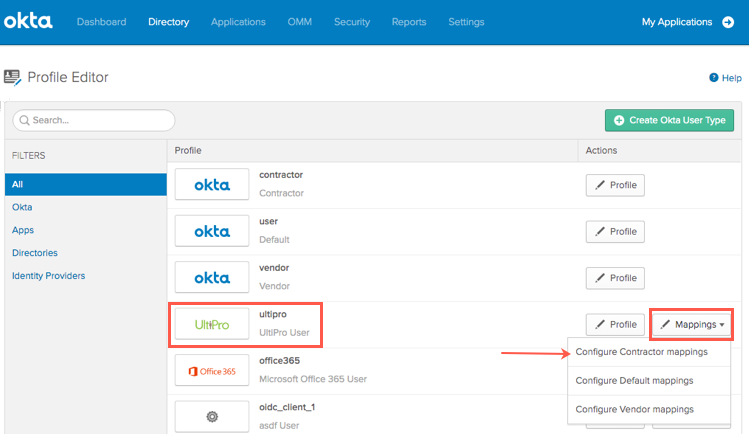 okta Dashboard Directory Applications OMM Security Reports Settings My Applications
Profile Editor
Help
Search...
Create Okta User Type
FILTERS
Profile
Actions
All
Okta
Apps
Directories
Identity Providers
okta
contractor
Contractor
Profile
okta
user
Default
Profile
okta
vendor
Vendor
Profile
UltiPro
ultipro
UltiPro User
Profile
Mappings
Configure Contractor mappings
Configure Default mappings
Configure Vendor mappings
Office 365
office365
Microsoft Office 365 User
oidc_client_1
asdf User